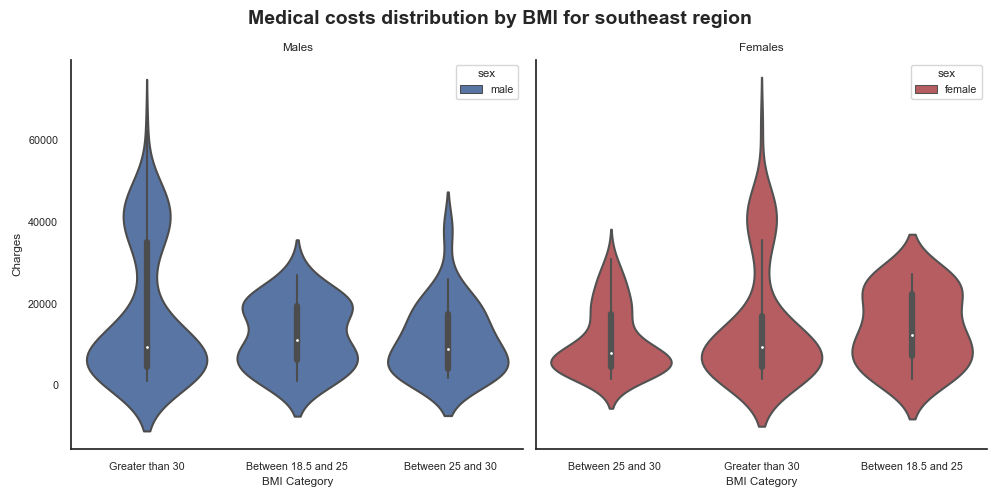 Medical costs distribution by BMI for southeast region
Males
Females
sex
male
sex
female
Charges
60000
40000
20000
0
Greater than 30
Between 18.5 and 25
Between 25 and 30
Between 25 and 30
Greater than 30
Between 18.5 and 25
BMI Category
BMI Category